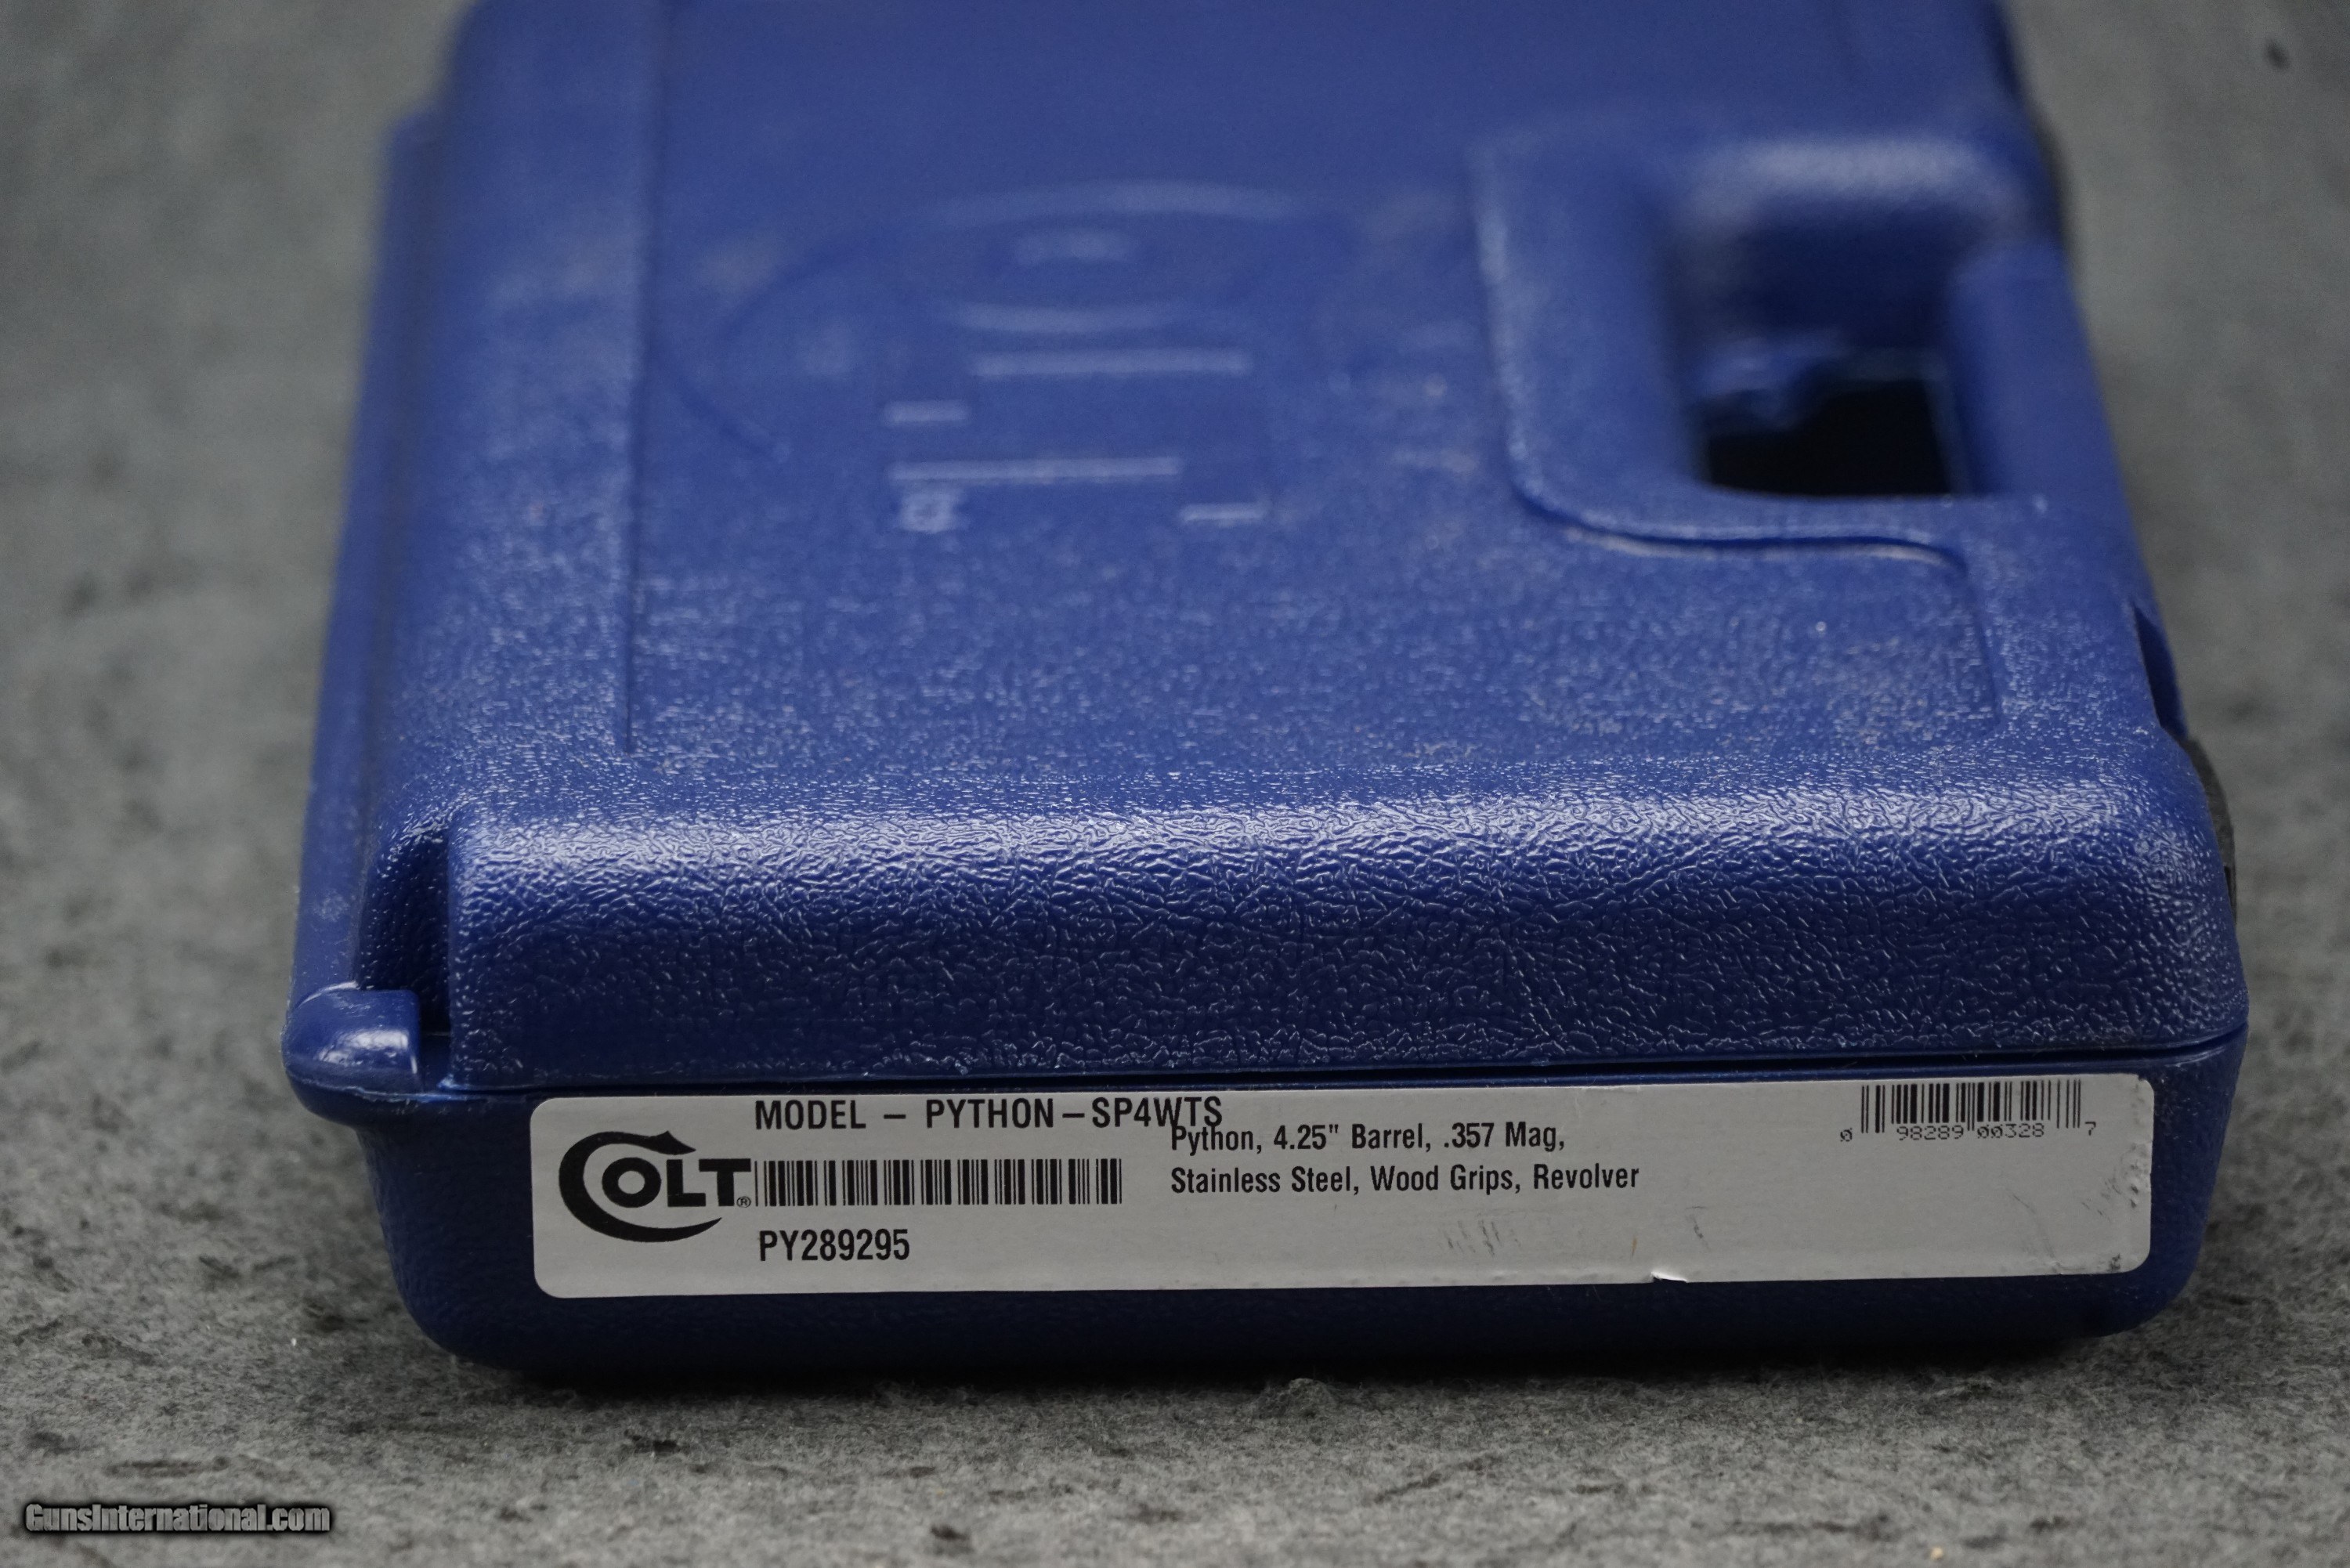 MODEL – PYTHON – SP4WTS
COLT®
PY289295
Python, 4.25" Barrel, .357 Mag,
Stainless Steel, Wood Grips, Revolver
0 98289 00328 7
GunsInternational.com